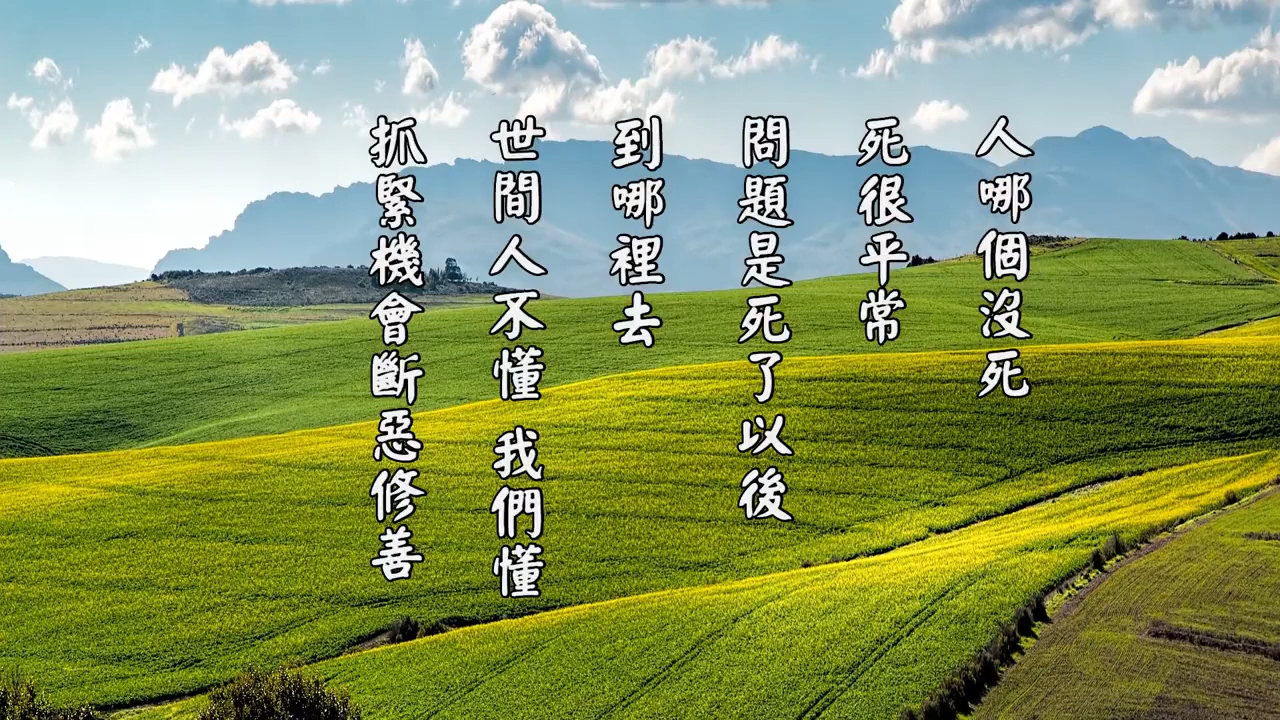 人哪個沒死
死很平常
問題是死了以後
到哪裡去
世間人不懂 我們懂
抓緊機會斷惡修善